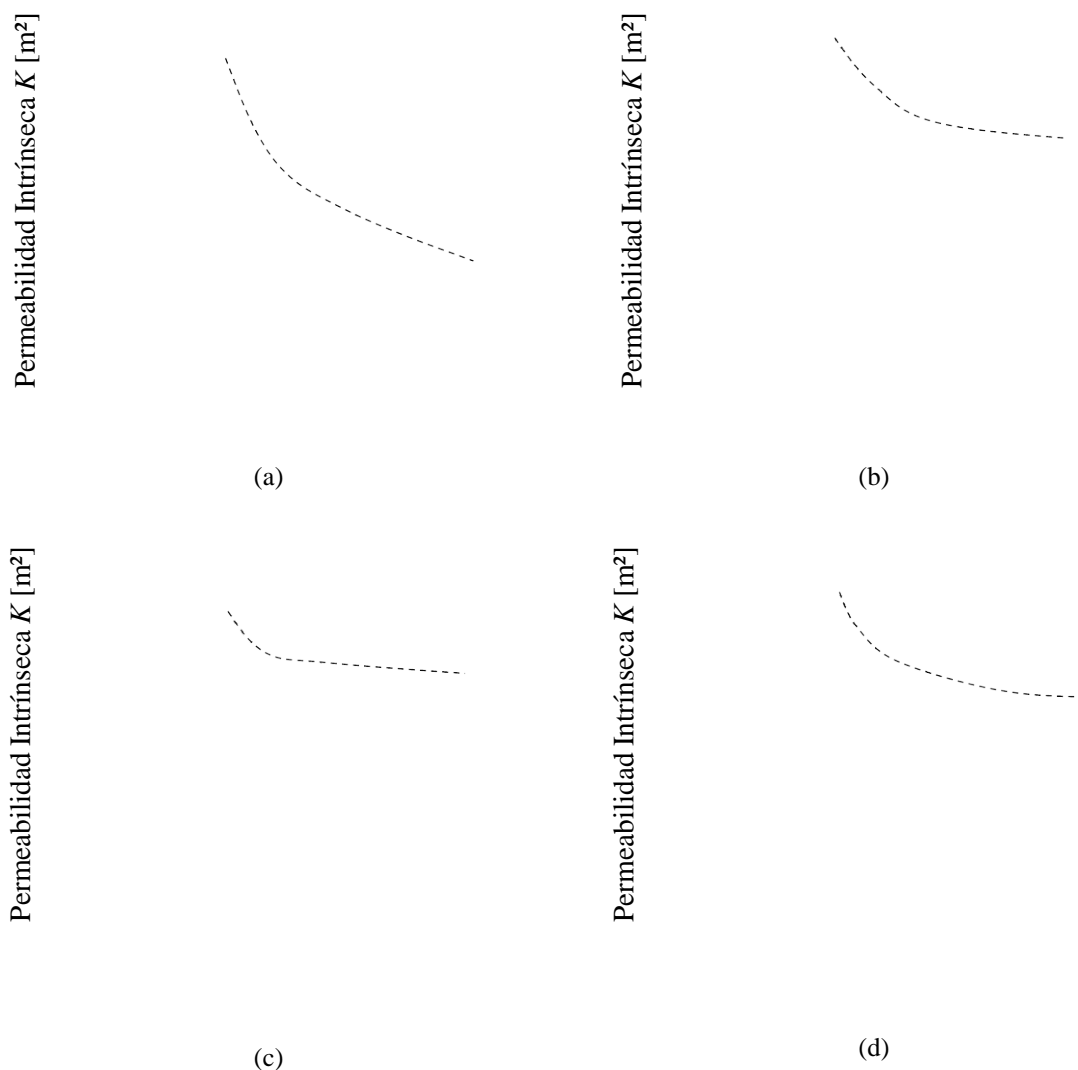 Permeabilidad Intrínseca K [m²]
Permeabilidad Intrínseca K [m²]
(a)
(b)
Permeabilidad Intrínseca K [m²]
Permeabilidad Intrínseca K [m²]
(c)
(d)